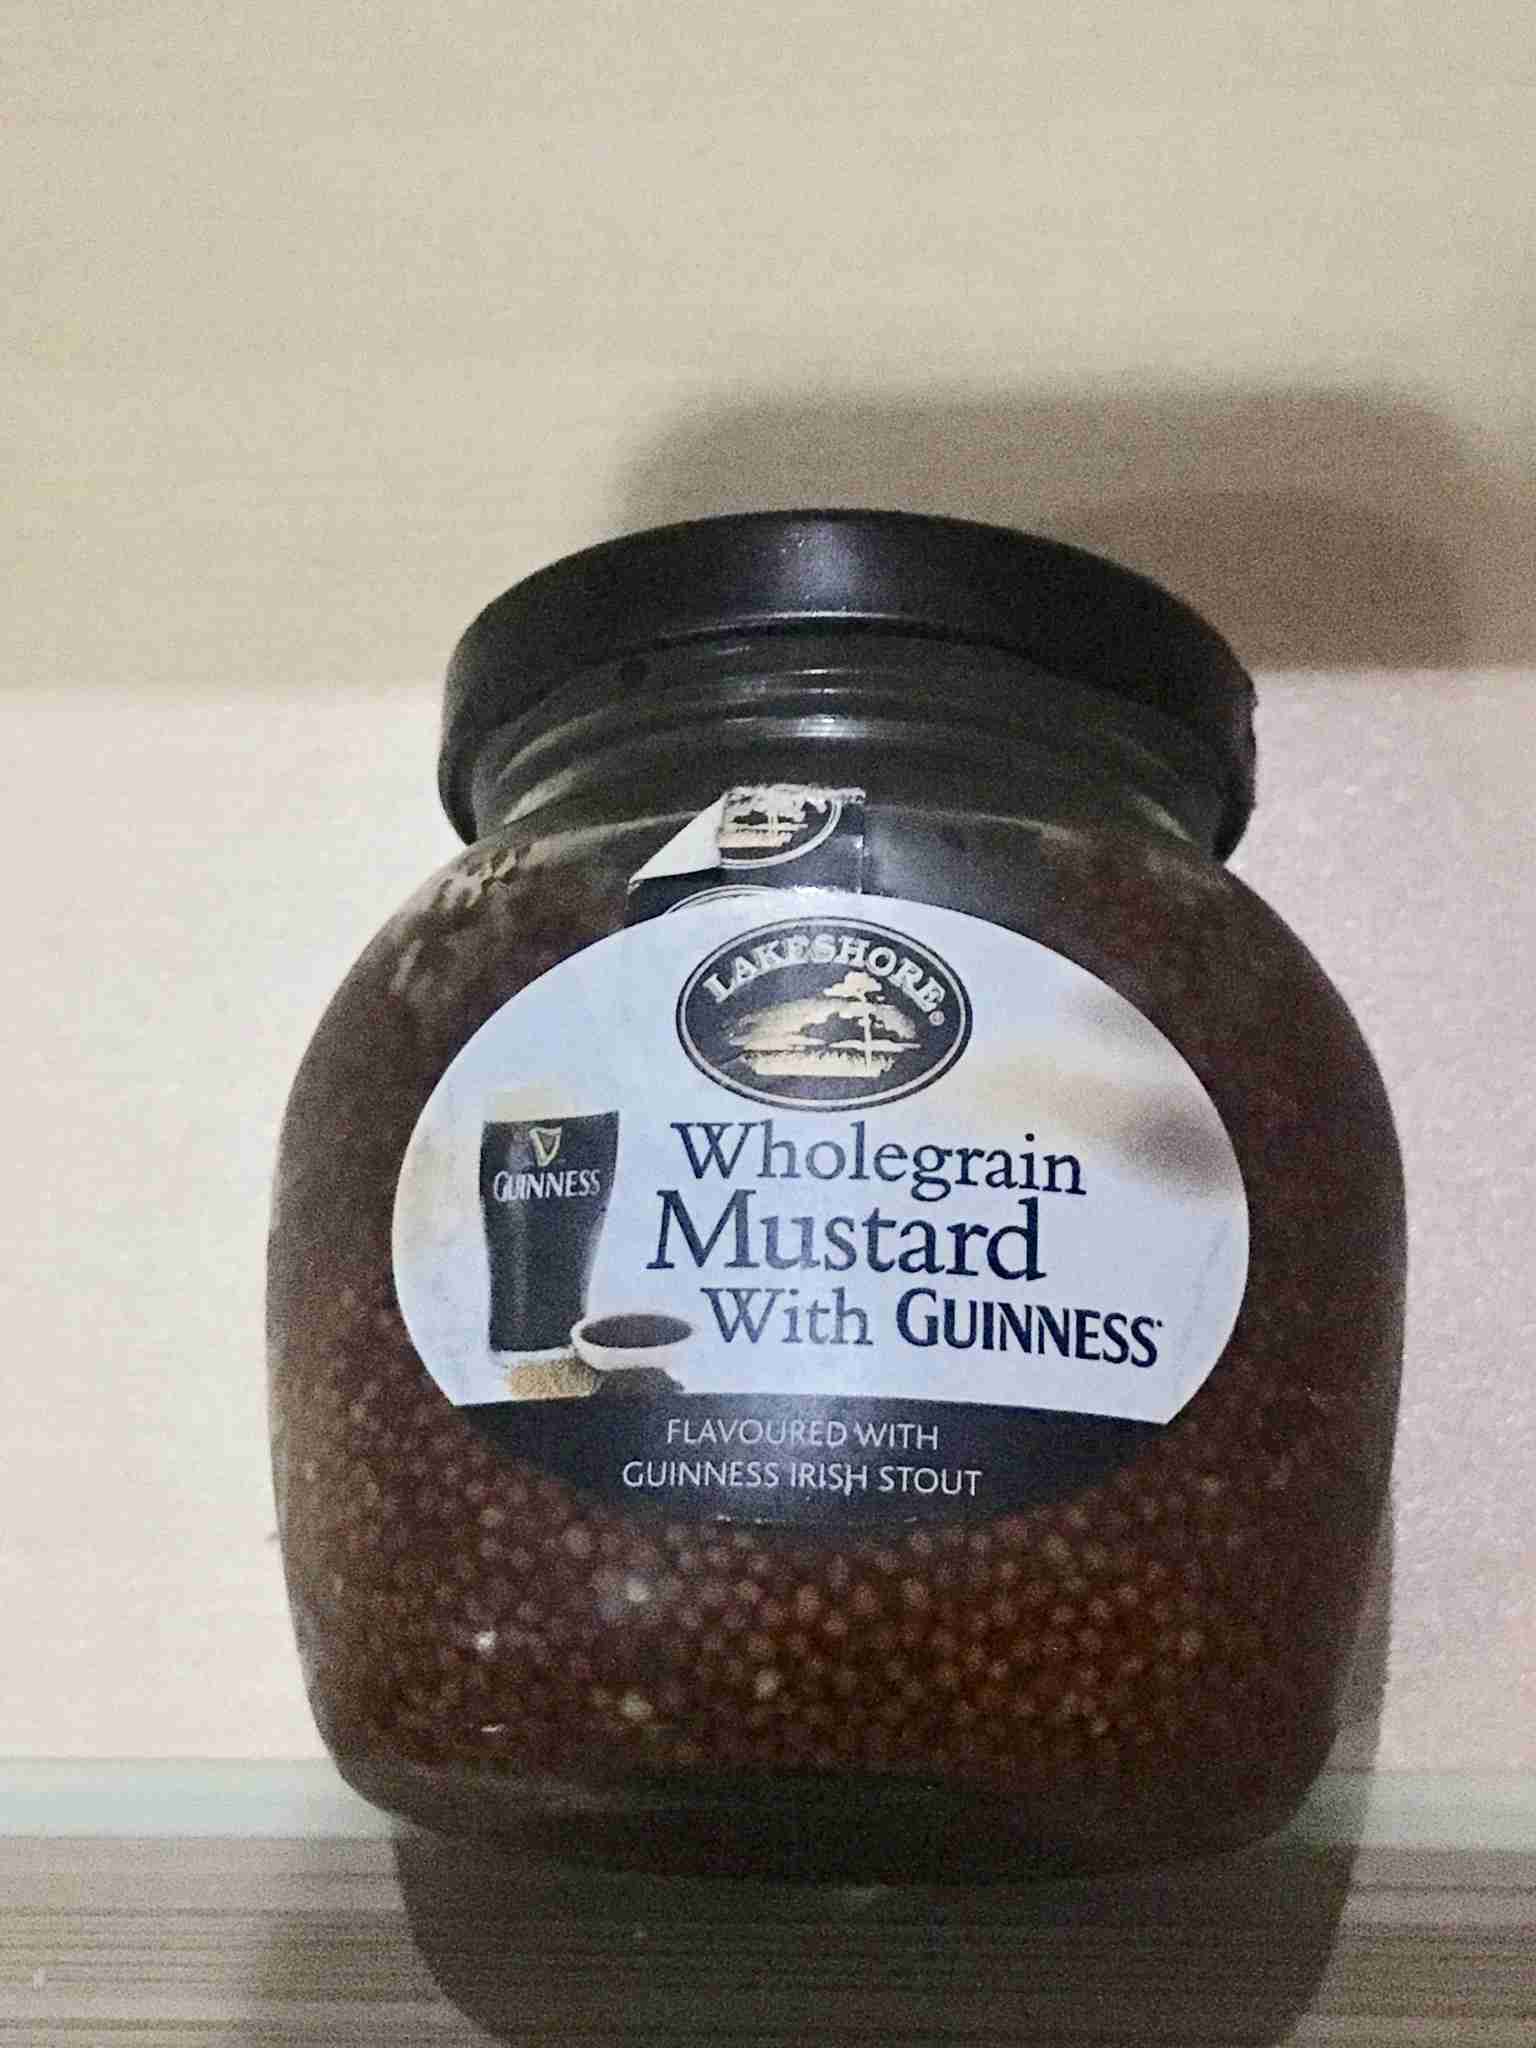 LAKESHORE®
GUINNESS
Wholegrain
Mustard
With GUINNESS®
FLAVOURED WITH
GUINNESS IRISH STOUT